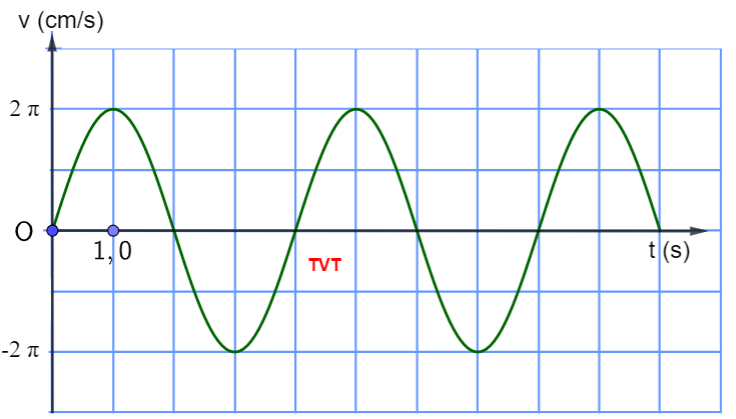 v (cm/s)
2 π
O
1,0
t (s)
TVT
-2 π